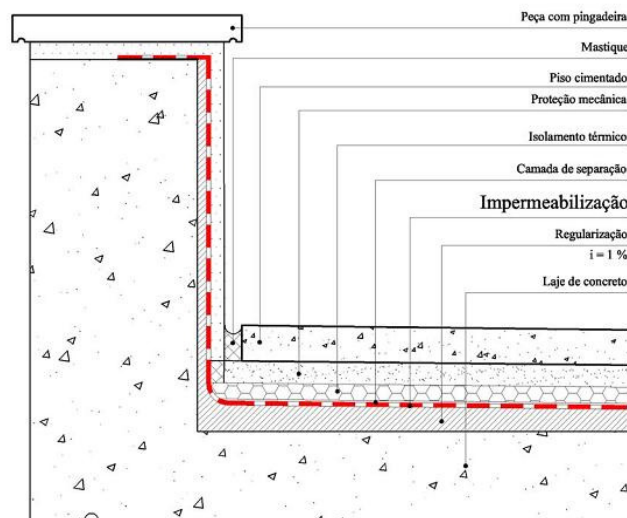 Peça com pingadeira
Mastique
Piso cimentado
Proteção mecânica
Isolamento térmico
Camada de separação
Impermeabilização
Regularização
i = 1 %
Laje de concreto